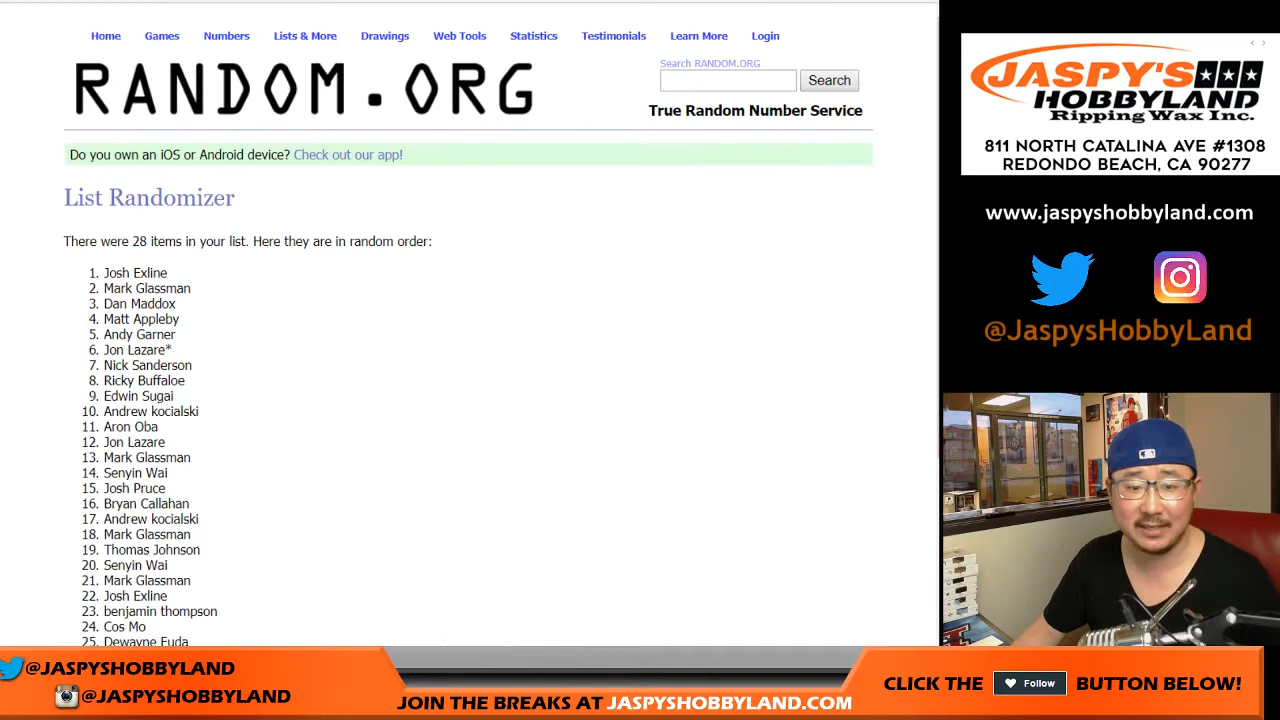 Home Games Numbers Lists & More Drawings Web Tools Statistics Testimonials Learn More Login
RANDOM.ORG
Search RANDOM.ORG
Search
True Random Number Service
Do you own an iOS or Android device? Check out our app!
List Randomizer
There were 28 items in your list. Here they are in random order:
1. Josh Exline
2. Mark Glassman
3. Dan Maddox
4. Matt Appleby
5. Andy Garner
6. Jon Lazare*
7. Nick Sanderson
8. Ricky Buffaloe
9. Edwin Sugai
10. Andrew kocialski
11. Aron Oba
12. Jon Lazare
13. Mark Glassman
14. Senyin Wai
15. Josh Pruce
16. Bryan Callahan
17. Andrew kocialski
18. Mark Glassman
19. Thomas Johnson
20. Senyin Wai
21. Mark Glassman
22. Josh Exline
23. benjamin thompson
24. Cos Mo
25. Dewayne Fuda
JASPY'S
HOBBYLAND
Ripping Wax Inc.
811 NORTH CATALINA AVE #1308
REDONDO BEACH, CA 90277
www.jaspyshobbyland.com
@JaspysHobbyLand
@JASPYSHOBBYLAND
@JASPYSHOBBYLAND
JOIN THE BREAKS AT JASPYSHOBBYLAND.COM
CLICK THE Follow BUTTON BELOW!